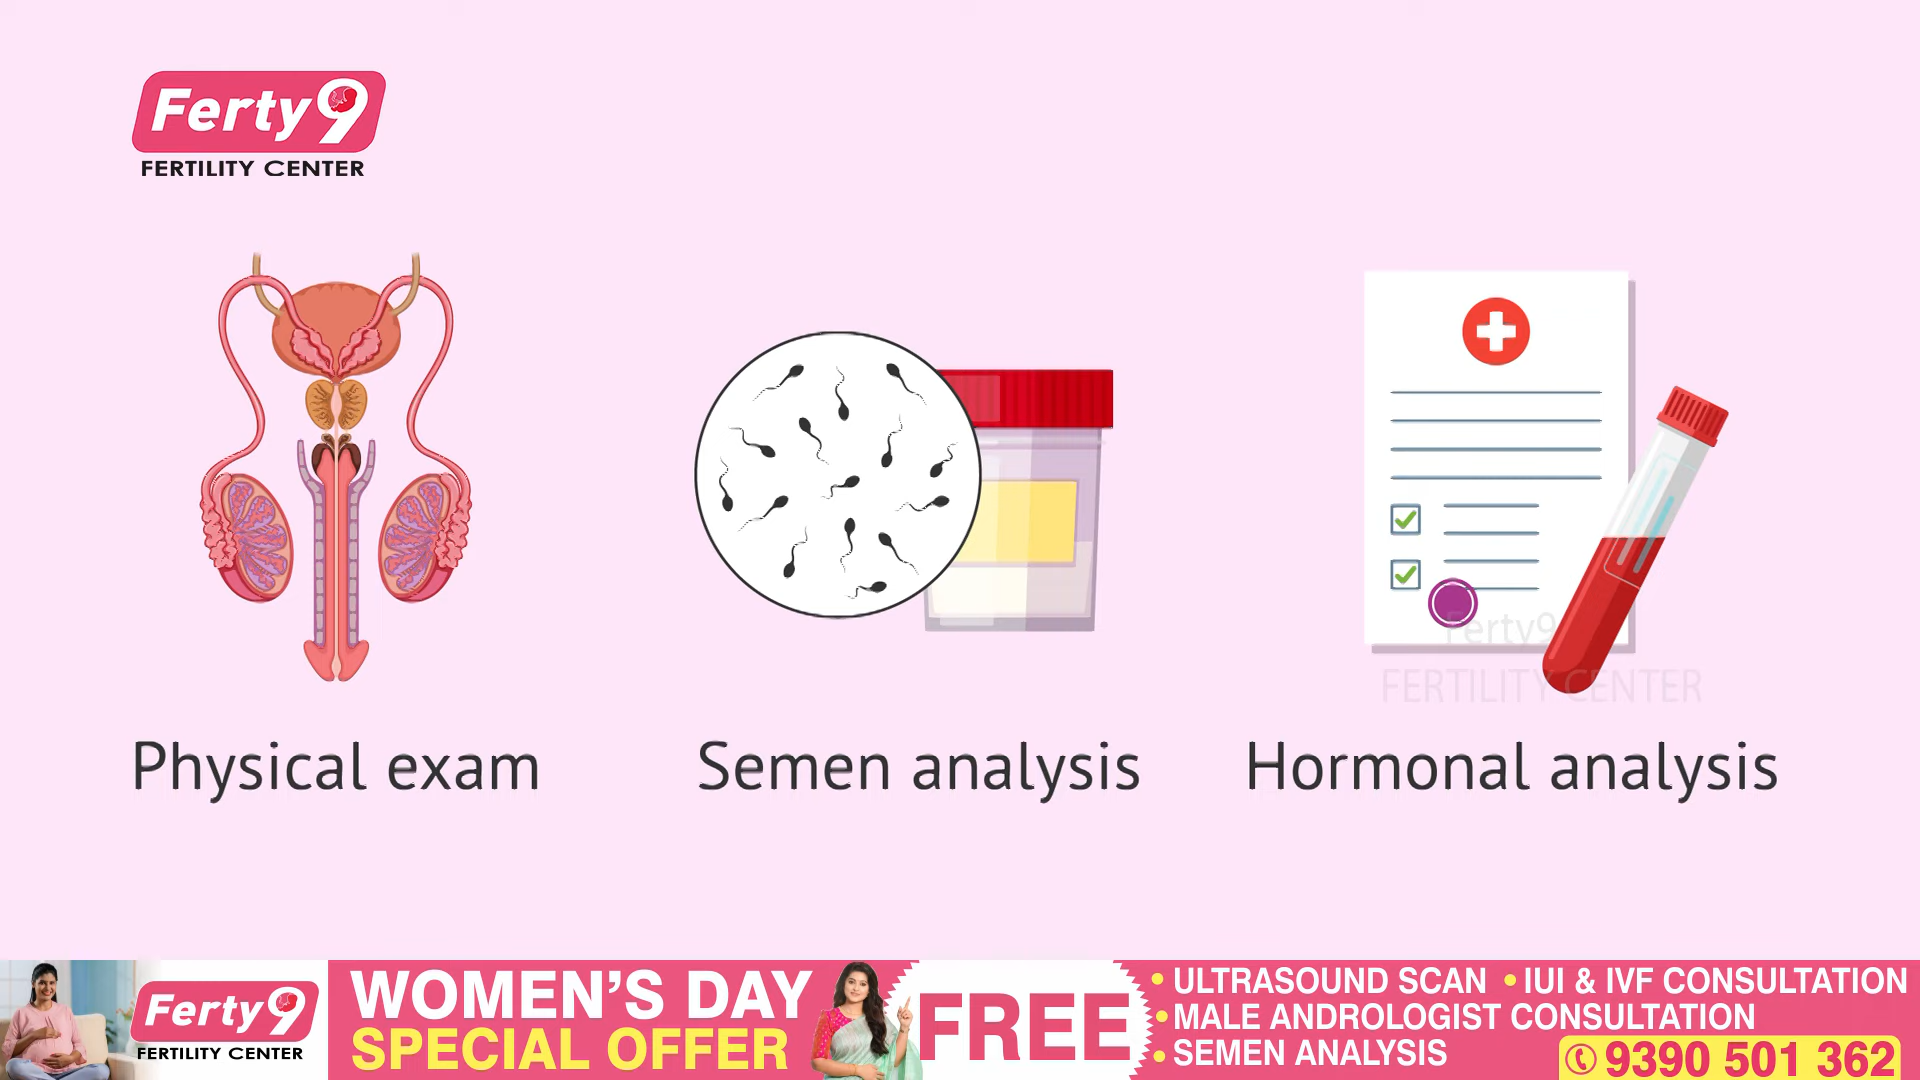 Ferty9
FERTILITY CENTER
Ferty9
FERTILITY CENTER
Physical exam
Semen analysis
Hormonal analysis
Ferty9
FERTILITY CENTER
WOMEN'S DAY
SPECIAL OFFER
FREE
• ULTRASOUND SCAN • IUI & IVF CONSULTATION
• MALE ANDROLOGIST CONSULTATION
• SEMEN ANALYSIS
9390 501 362